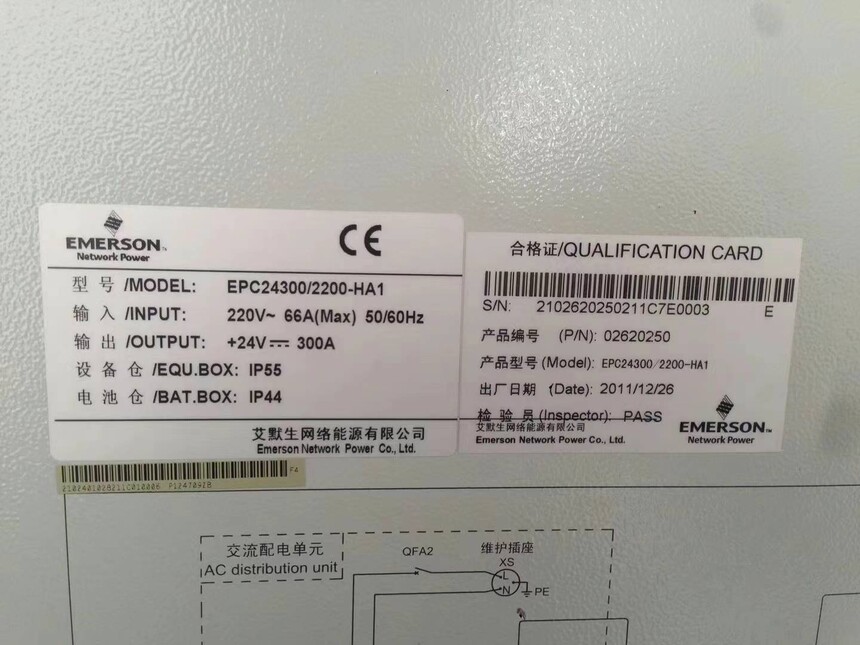 EMERSON™
Network Power
CE
型 号 /MODEL: EPC24300/2200-HA1
输 入 /INPUT: 220V~ 66A(Max) 50/60Hz
输 出 /OUTPUT: +24V⎓ 300A
设 备 仓 /EQU.BOX: IP55
电 池 仓 /BAT.BOX: IP44
艾默生网络能源有限公司
Emerson Network Power Co., Ltd.
合格证/QUALIFICATION CARD
S/N: 2102620250211C7E0003 E
产品编号 (P/N): 02620250
产品型号 (Model): EPC24300/2200-HA1
出厂日期 (Date): 2011/12/26
检 验 员 (Inspector): PASS
艾默生网络能源有限公司
Emerson Network Power Co., Ltd.
EMERSON™
Network Power
交流配电单元
AC distribution unit
QFA2
维护插座
XS
L
N
PE